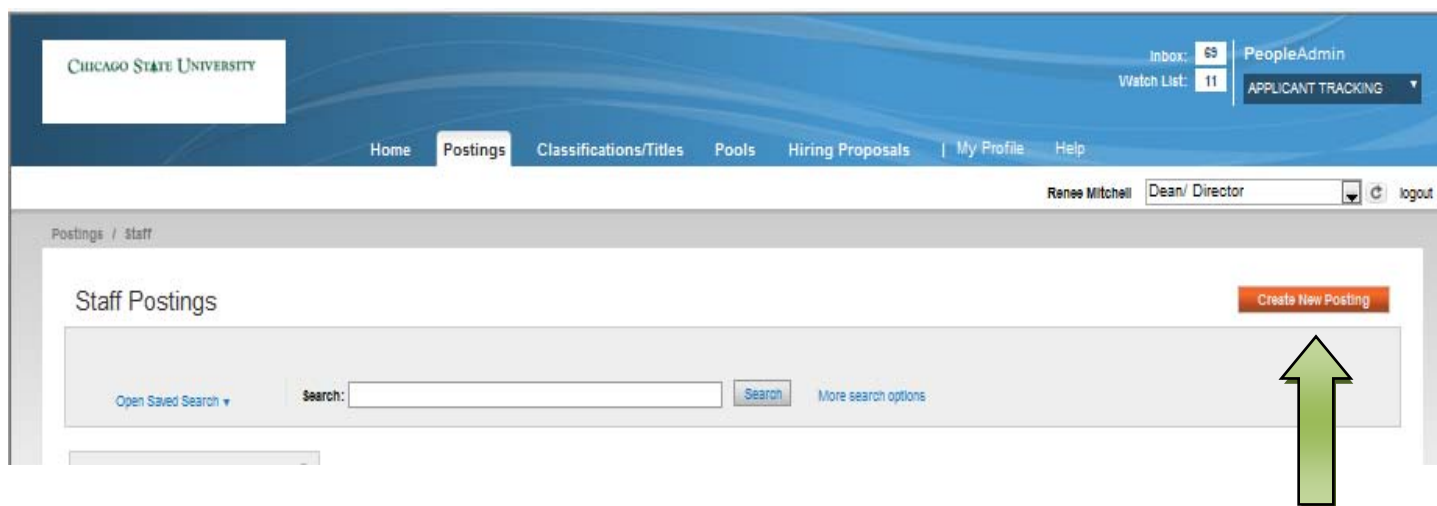 CHICAGO STATE UNIVERSITY
Inbox: 69 PeopleAdmin
Watch List: 11 APPLICANT TRACKING
Home Postings Classifications/Titles Pools Hiring Proposals | My Profile Help
Renee Mitchell Dean/ Director logout
Postings / Staff
Staff Postings Create New Posting
Open Saved Search Search: Search More search options